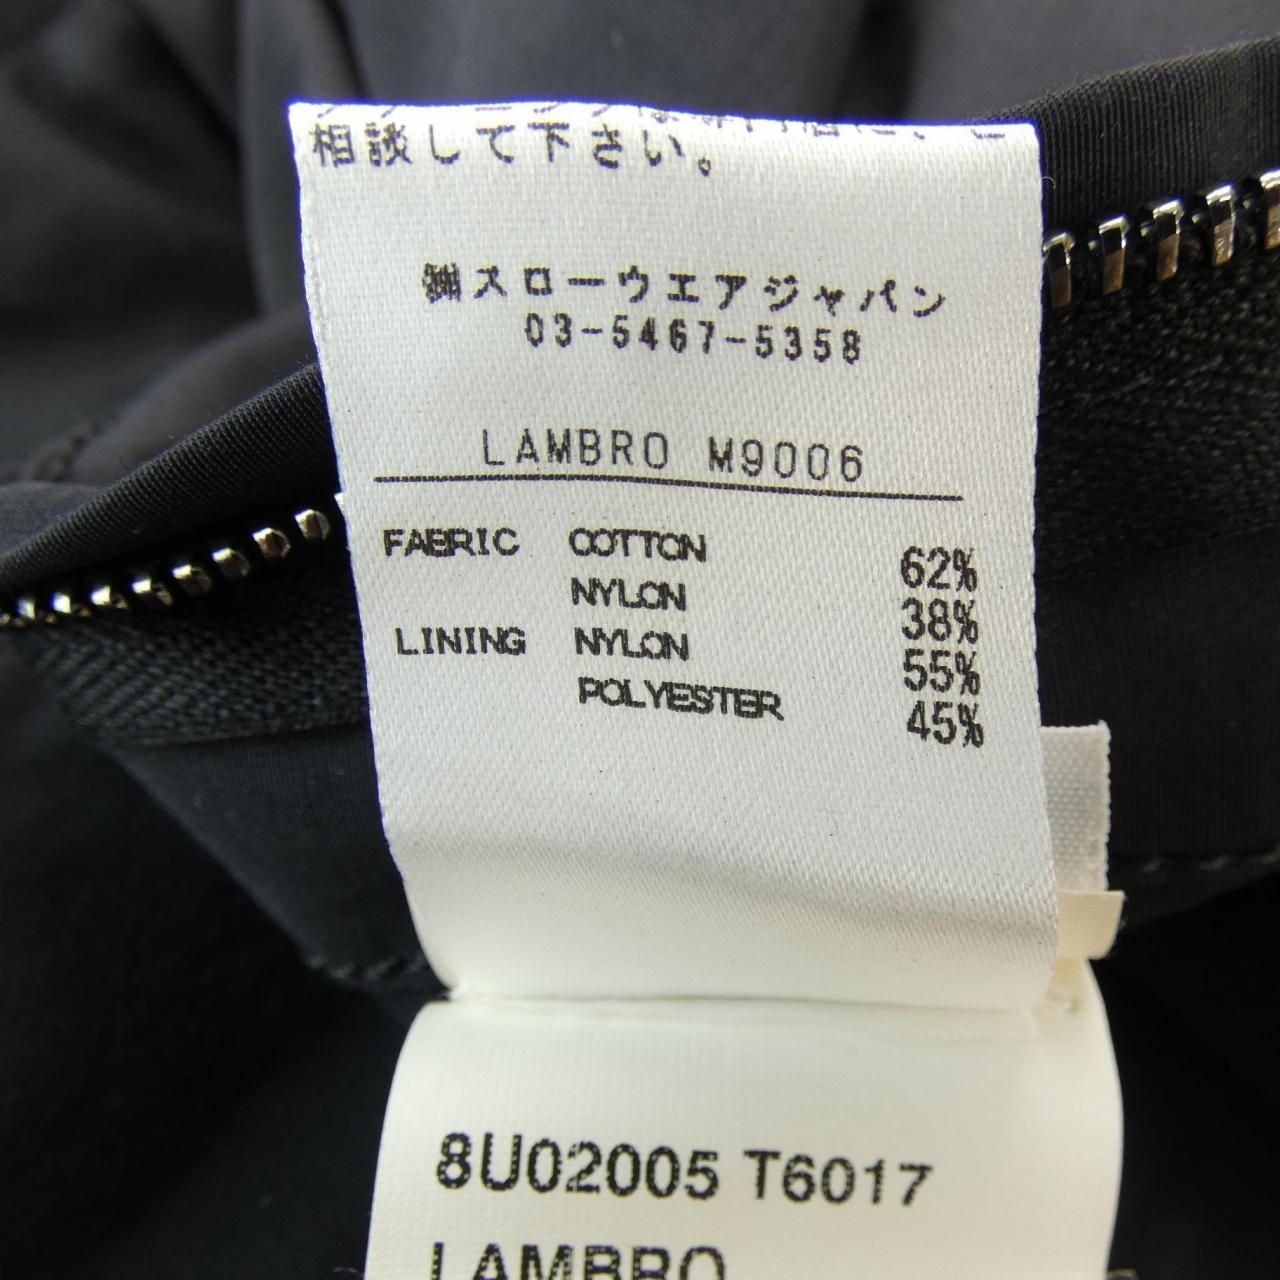 相談して下さい。
㈱スローウエアジャパン
03-5467-5358
LAMBRO M9006
FABRIC COTTON 62%
NYLON 38%
LINING NYLON 55%
POLYESTER 45%
8U02005 T6017
LAMBRO